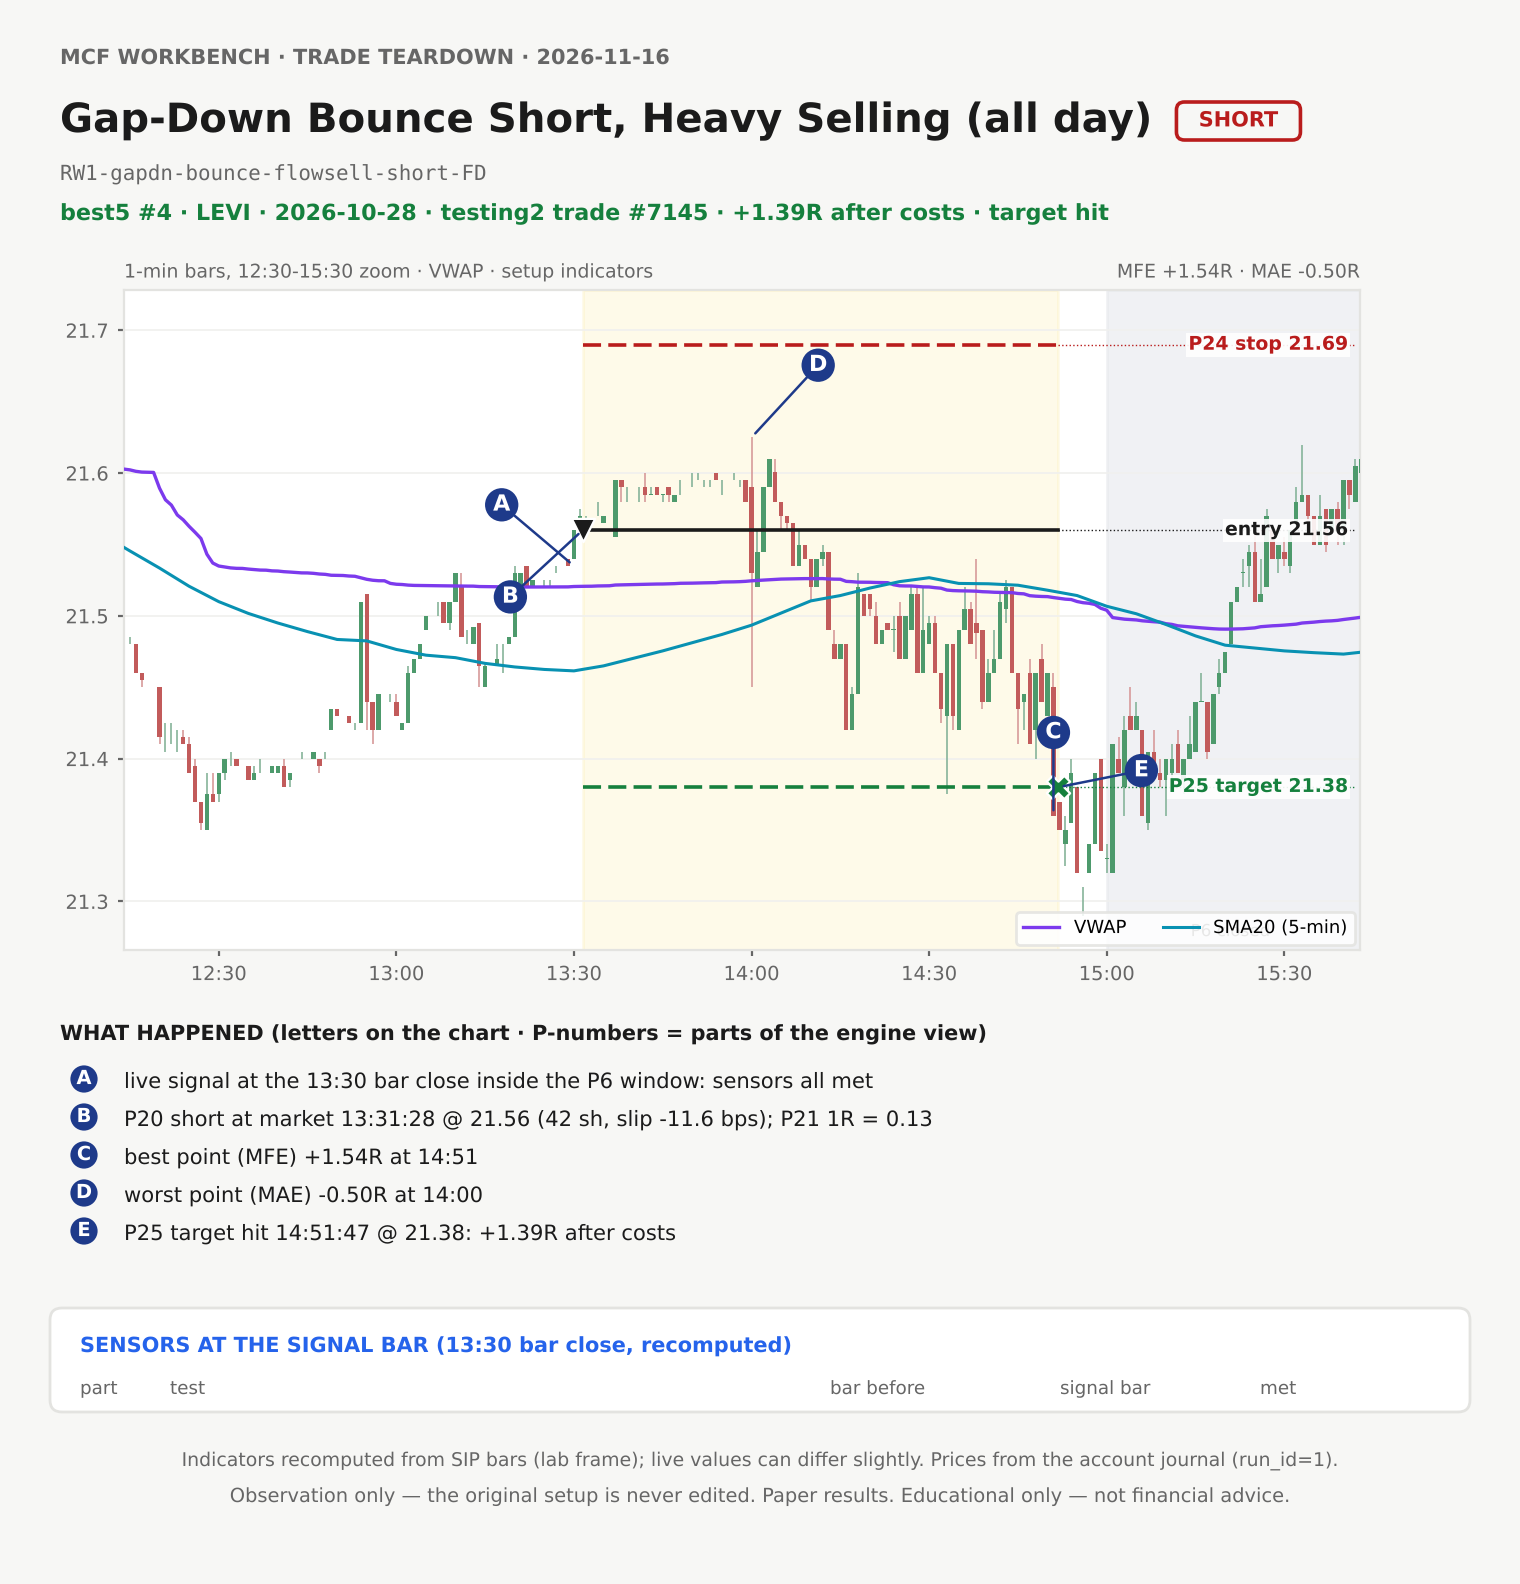 MCF WORKBENCH · TRADE TEARDOWN · 2026-11-16
Gap-Down Bounce Short, Heavy Selling (all day) SHORT
RW1-gapdn-bounce-flowsell-short-FD
best5 #4 · LEVI · 2026-10-28 · testing2 trade #7145 · +1.39R after costs · target hit
1-min bars, 12:30-15:30 zoom · VWAP · setup indicators MFE +1.54R · MAE -0.50R
21.7
P24 stop 21.69
D
21.6
A
entry 21.56
B
21.5
C
21.4
E
P25 target 21.38
21.3
VWAP SMA20 (5-min)
12:30 13:00 13:30 14:00 14:30 15:00 15:30
WHAT HAPPENED (letters on the chart · P-numbers = parts of the engine view)
A live signal at the 13:30 bar close inside the P6 window: sensors all met
B P20 short at market 13:31:28 @ 21.56 (42 sh, slip -11.6 bps); P21 1R = 0.13
C best point (MFE) +1.54R at 14:51
D worst point (MAE) -0.50R at 14:00
E P25 target hit 14:51:47 @ 21.38: +1.39R after costs
SENSORS AT THE SIGNAL BAR (13:30 bar close, recomputed)
part test bar before signal bar met
Indicators recomputed from SIP bars (lab frame); live values can differ slightly. Prices from the account journal (run_id=1).
Observation only — the original setup is never edited. Paper results. Educational only — not financial advice.